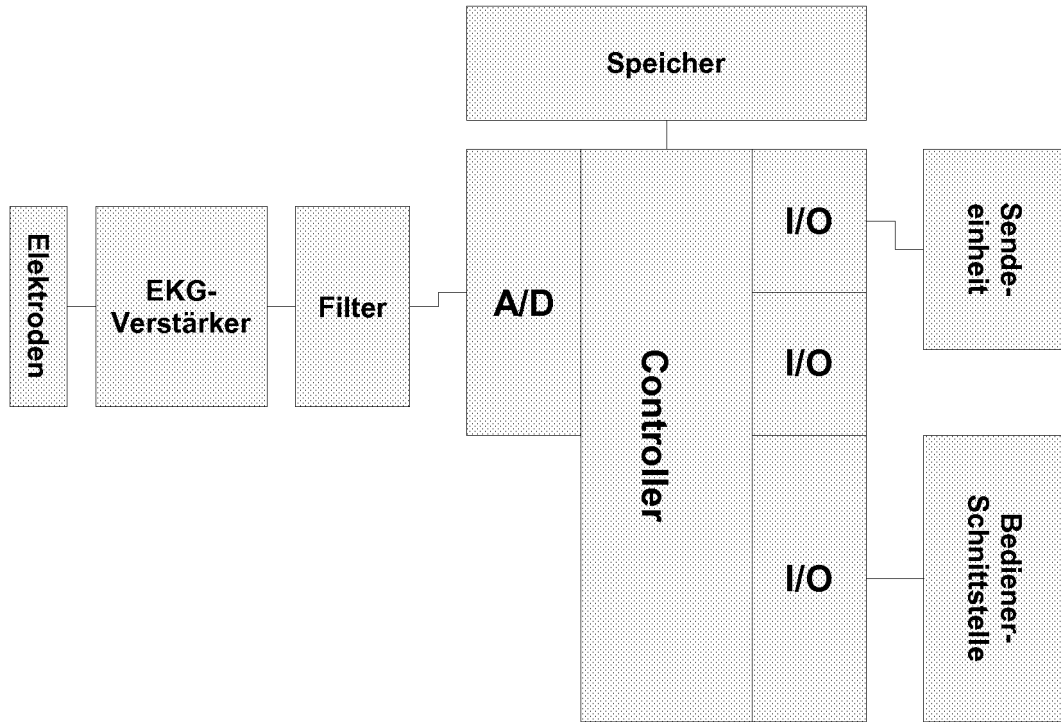 Speicher
Elektroden
EKG-
Verstärker
Filter
A/D
Controller
I/O
I/O
I/O
Sende-
einheit
Bediener-
Schnittstelle